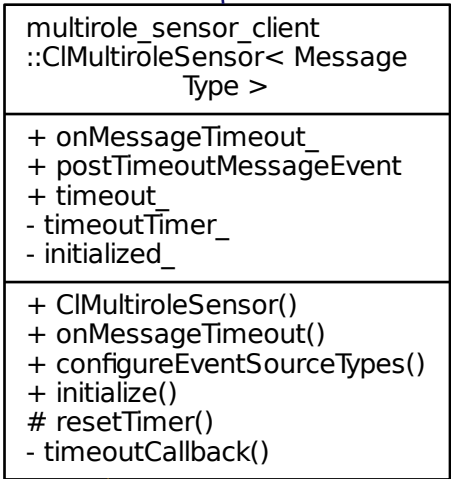 multirole_sensor_client
::ClMultiroleSensor< Message
Type >
+ onMessageTimeout_
+ postTimeoutMessageEvent
+ timeout_
- timeoutTimer_
- initialized_
+ ClMultiroleSensor()
+ onMessageTimeout()
+ configureEventSourceTypes()
+ initialize()
# resetTimer()
- timeoutCallback()